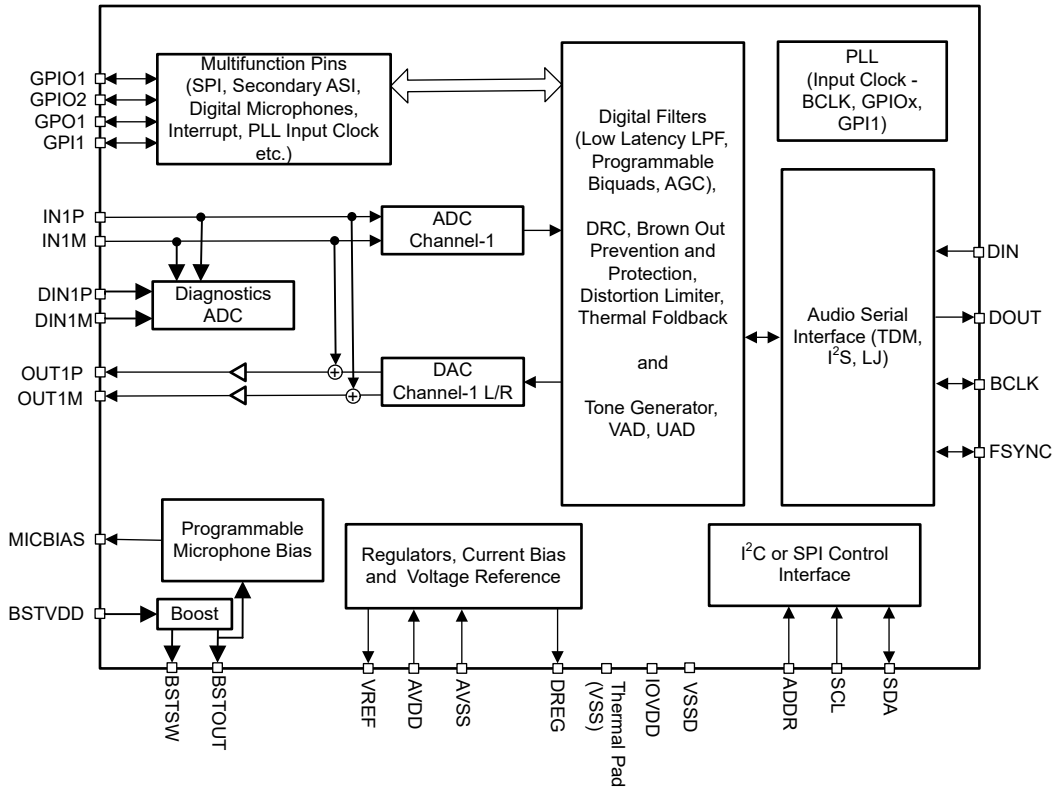 GPIO1
GPIO2
GPO1
GPI1
Multifunction Pins
(SPI, Secondary ASI,
Digital Microphones,
Interrupt, PLL Input Clock
etc.)
Digital Filters
(Low Latency LPF,
Programmable
Biquads, AGC),
DRC, Brown Out
Prevention and
Protection,
Distortion Limiter,
Thermal Foldback
and
Tone Generator,
VAD, UAD
PLL
(Input Clock -
BCLK, GPIOx,
GPI1)
IN1P
IN1M
ADC
Channel-1
DIN1P
DIN1M
Diagnostics
ADC
OUT1P
OUT1M
DAC
Channel-1 L/R
Audio Serial
Interface (TDM,
I²S, LJ)
DIN
DOUT
BCLK
FSYNC
MICBIAS
Programmable
Microphone Bias
BSTVDD
Boost
Regulators, Current Bias
and Voltage Reference
I²C or SPI Control
Interface
BSTSW
BSTOUT
VREF
AVDD
AVSS
DREG
Thermal Pad
(VSS)
IOVDD
VSSD
ADDR
SCL
SDA